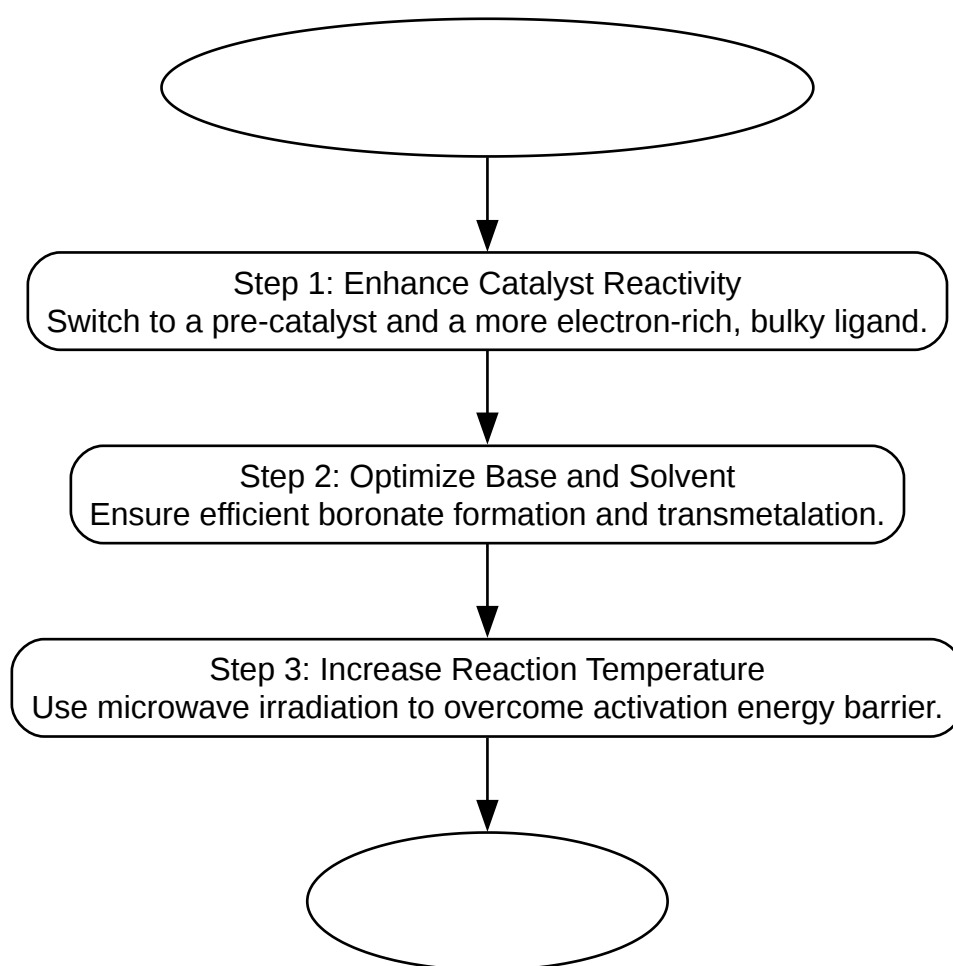 Step 1: Enhance Catalyst Reactivity
Switch to a pre-catalyst and a more electron-rich, bulky ligand.
Step 2: Optimize Base and Solvent
Ensure efficient boronate formation and transmetalation.
Step 3: Increase Reaction Temperature
Use microwave irradiation to overcome activation energy barrier.